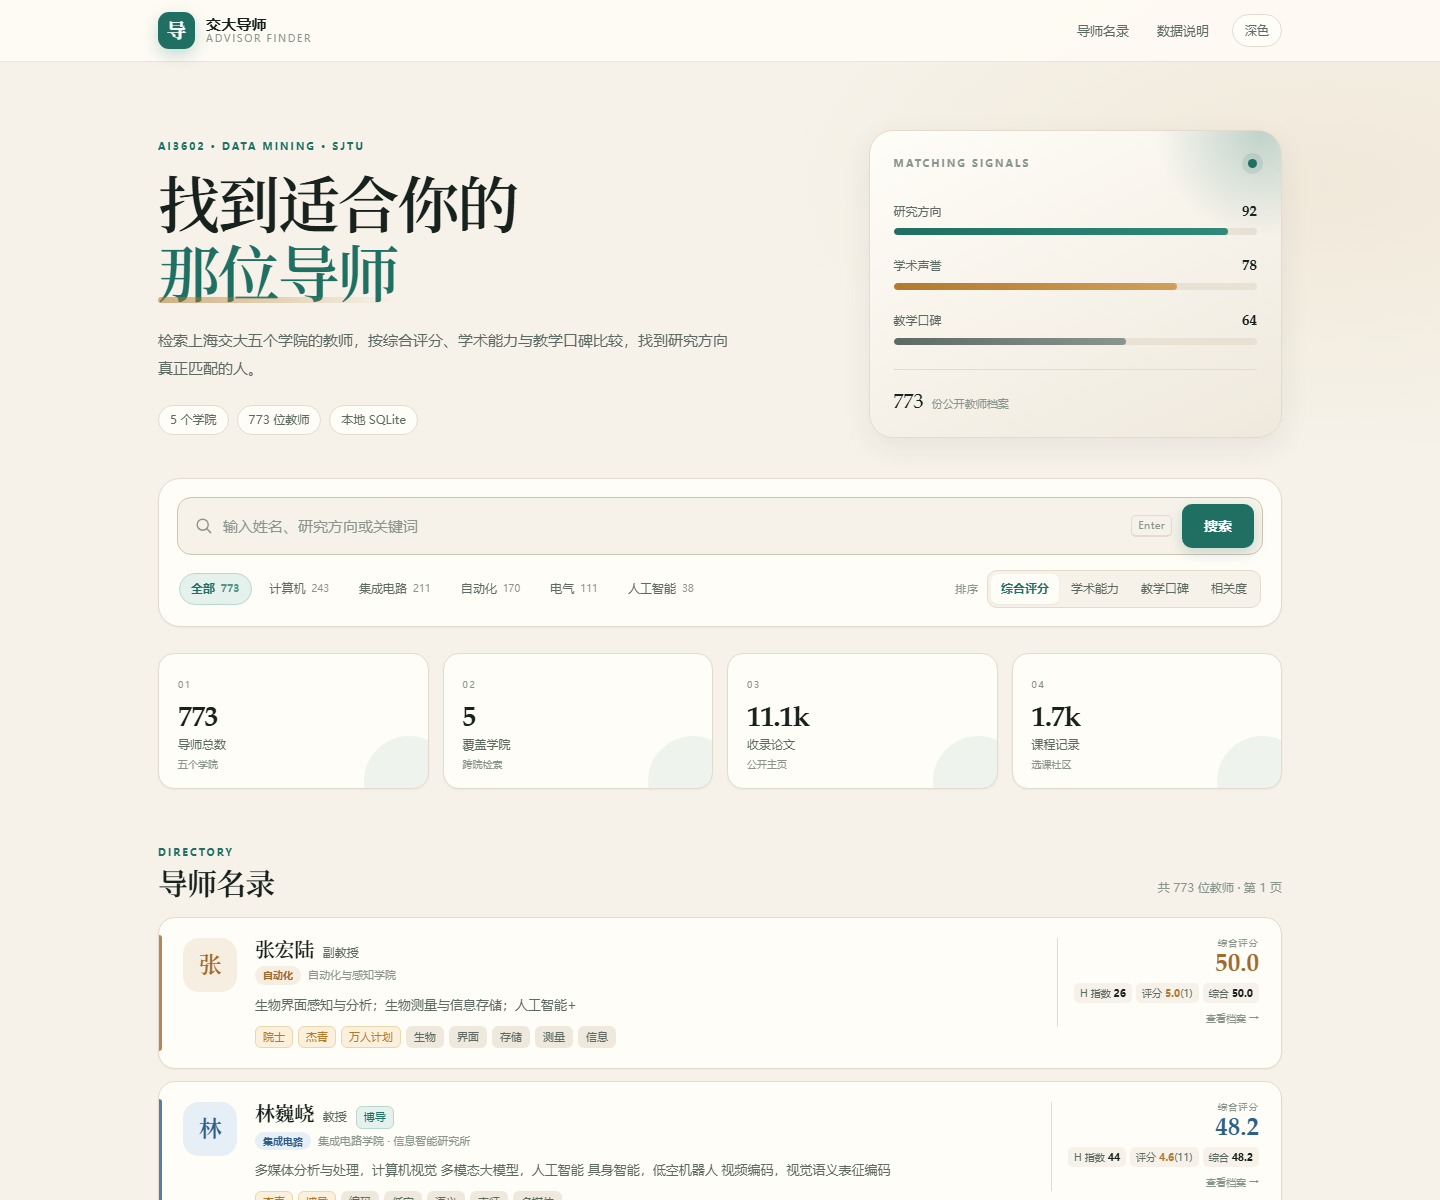 导
交大导师
ADVISOR FINDER
导师名录
数据说明
深色
AI3602 • DATA MINING • SJTU
找到适合你的
那位导师
检索上海交大五个学院的教师，按综合评分、学术能力与教学口碑比较，找到研究方向
真正匹配的人。
5 个学院
773 位教师
本地 SQLite
MATCHING SIGNALS
研究方向 92
学术声誉 78
教学口碑 64
773 份公开教师档案
输入姓名、研究方向或关键词
Enter
搜索
全部 773
计算机 243
集成电路 211
自动化 170
电气 111
人工智能 38
排序
综合评分
学术能力
教学口碑
相关度
01
773
导师总数
五个学院
02
5
覆盖学院
跨院检索
03
11.1k
收录论文
公开主页
04
1.7k
课程记录
选课社区
DIRECTORY
导师名录
共 773 位教师 · 第 1 页
张
张宏陆 副教授
自动化 自动化与感知学院
生物界面感知与分析；生物测量与信息存储；人工智能+
院士 杰青 万人计划 生物 界面 存储 测量 信息
综合评分
50.0
H 指数 26 评分 5.0(1) 综合 50.0
查看档案 →
林
林巍峣 教授 博导
集成电路 集成电路学院 · 信息智能研究所
多媒体分析与处理，计算机视觉 多模态大模型，人工智能 具身智能，低空机器人 视频编码，视觉语义表征编码
综合评分
48.2
H 指数 44 评分 4.6(11) 综合 48.2
查看档案 →